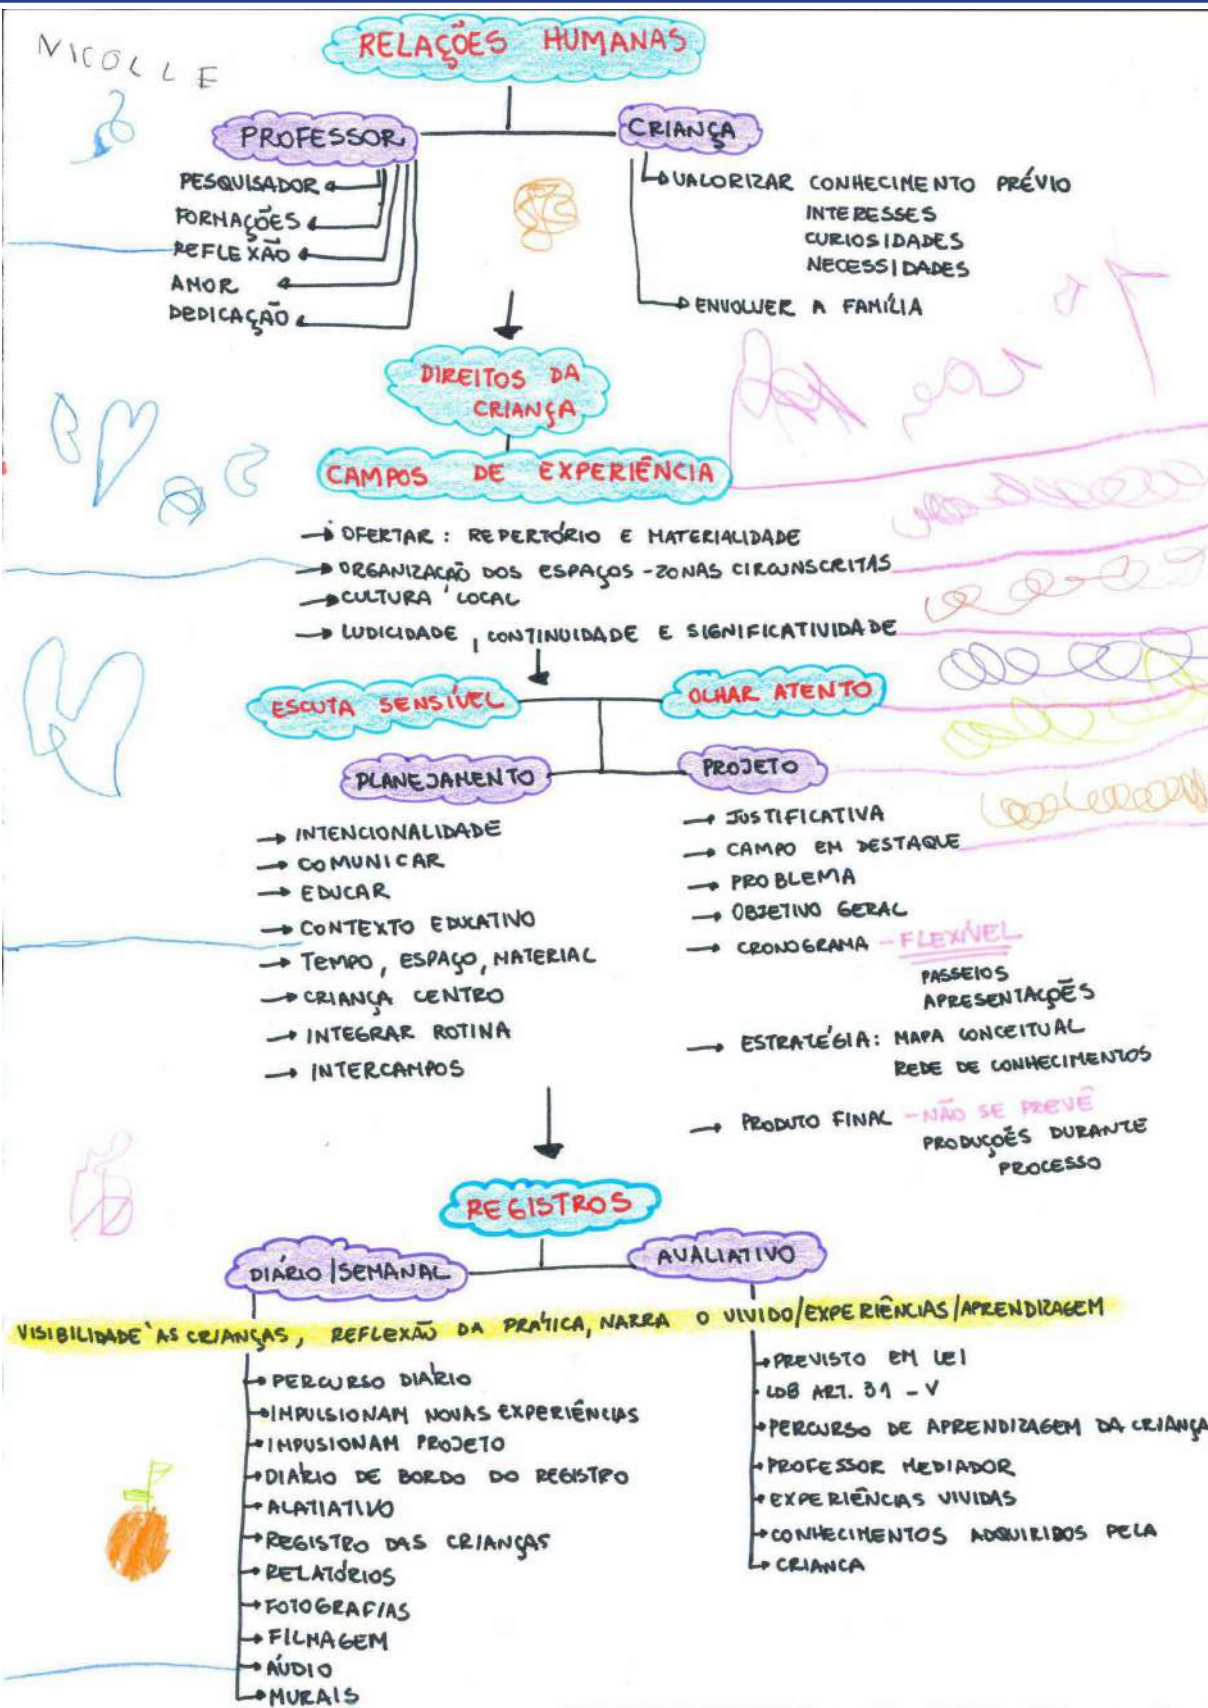 NICOLLE
RELAÇÕES HUMANAS
PROFESSOR
CRIANÇA
PESQUISADOR
FORMAÇÕES
REFLEXÃO
AMOR
DEDICAÇÃO
VALORIZAR CONHECIMENTO PRÉVIO
INTERESSES
CURIOSIDADES
NECESSIDADES
ENVOLVER A FAMÍLIA
DIREITOS DA
CRIANÇA
CAMPOS DE EXPERIÊNCIA
OFERTAR: REPERTÓRIO E MATERIALIDADE
ORGANIZAÇÃO DOS ESPAÇOS - ZONAS CIRCUNSCRITAS
CULTURA LOCAL
LUDICIDADE, CONTINUIDADE E SIGNIFICATIVIDADE
ESCUTA SENSÍVEL
OLHAR ATENTO
PLANEJAMENTO
PROJETO
INTENCIONALIDADE
COMUNICAR
EDUCAR
CONTEXTO EDUCATIVO
TEMPO, ESPAÇO, MATERIAL
CRIANÇA CENTRO
INTEGRAR ROTINA
INTERCAMPOS
JUSTIFICATIVA
CAMPO EM DESTAQUE
PROBLEMA
OBJETIVO GERAL
CRONOGRAMA - FLEXÍVEL
PASSEIOS
APRESENTAÇÕES
ESTRATÉGIA: MAPA CONCEITUAL
REDE DE CONHECIMENTOS
PRODUTO FINAL - NÃO SE PREVÊ
PRODUÇÕES DURANTE
PROCESSO
REGISTROS
DIÁRIO/SEMANAL
AVALIATIVO
VISIBILIDADE ÀS CRIANÇAS, REFLEXÃO DA PRÁTICA, NARRA O VIVIDO/EXPERIÊNCIAS/APRENDIZAGEM
PERCURSO DIÁRIO
IMPULSIONAM NOVAS EXPERIÊNCIAS
IMPUSIONAM PROJETO
DIÁRIO DE BORDO DO REGISTRO
ALATIATIVO
REGISTRO DAS CRIANÇAS
RELATÓRIOS
FOTOGRAFIAS
FILMAGEM
ÁUDIO
MURAIS
PREVISTO EM LEI
LDB ART. 31 - V
PERCURSO DE APRENDIZAGEM DA CRIANÇA
PROFESSOR MEDIADOR
EXPERIÊNCIAS VIVIDAS
CONHECIMENTOS ADQUIRIDOS PELA
CRIANCA